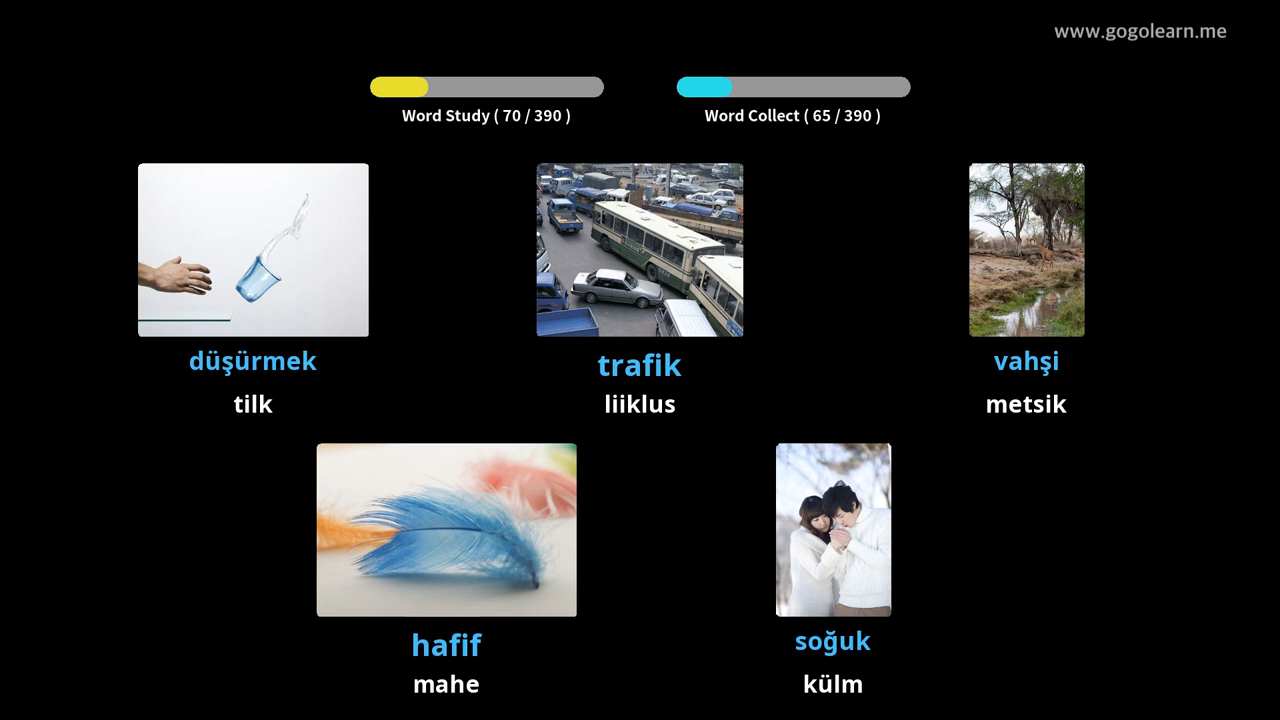 www.gogolearn.me
Word Study ( 70 / 390 )
Word Collect ( 65 / 390 )
düşürmek
tilk
trafik
liiklus
vahşi
metsik
hafif
mahe
soğuk
külm